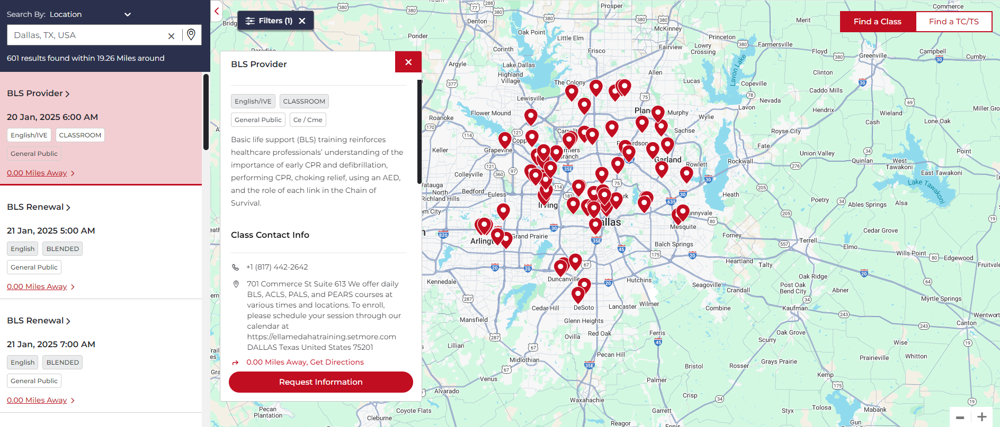 Search By: Location
Dallas, TX, USA
601 results found within 19.26 Miles around
BLS Provider
20 Jan, 2025 6:00 AM
English/IVE CLASSROOM
General Public
0.00 Miles Away
BLS Renewal
21 Jan, 2025 5:00 AM
English BLENDED
General Public
0.00 Miles Away
BLS Renewal
21 Jan, 2025 7:00 AM
English BLENDED
General Public
0.00 Miles Away
Filters (1)
BLS Provider
English/IVE CLASSROOM
General Public Ce / Cme
Basic life support (BLS) training reinforces
healthcare professionals' understanding of the
importance of early CPR and defibrillation,
performing CPR, choking relief, using an AED,
and the role of each link in the Chain of
Survival.
Class Contact Info
+1 (817) 442-2642
701 Commerce St Suite 613 We offer daily
BLS, ACLS, PALS, and PEARS courses at
various times and locations. To enroll,
please schedule your session through our
calendar at
https://ellamedahatraining.setmore.com
DALLAS Texas United States 75201
0.00 Miles Away, Get Directions
Request Information
Find a Class Find a TC/TS
Prosper
Commerce
Denton
Merit
McKinney
Oak Point
Ponder
Little Elm
Princeton
Corinth
Frisco
Fairview
Lowry
Crossing
Farmersville
Floyd
Greenville
Campbell
Cumby
Argyle
Lake Dallas
Allen
Clinton
Highland
Village
The Colony
Lucas
Copeville
Lavon Lake
Caddo Mills
Lewisville
Nevada
Lavon
Hendrix
Flower Mound
Murphy
Wylie
Wieland
Miller Gro
Roanoke
Cash
Lone Oak
Sachse
Royse City
Keller
Grapevine
Fate
Garland
Rockwall
Union Valley
Point
Rowlett
Quinlan
West
Tawakoni
East Tawakoni
Colleyville
Lake Tawakoni
Bedford
Euless
North
Richland Hills
Heath
Irving
Poetry
Ables Springs
Alsa
Mesquite
Grand Prairie
Forney
Cedar Grove
Terrell
Balch Springs
Elmo
Wills Point
Edgewood
Heartland
Talty
Fruitvale
Kennedale
Duncanville
Hutchins
Oak Ridge
Seagoville
Crandall
Post Oak
Bend City
Abner
Myrtle Springs
Cedar Hill
DeSoto
Lancaster
Wilmer
Combine
Kaufman
Mansfield
Glenn Heights
Canton
Wentwort
Ovilla
Red Oak
Ferris
Oak Grove
Scurry
Wise
Lillian
Midlothian
Pecan Hill
Prairieville
Whitton
Bristol
Rosser
Grays Prairie
Venus
Palmer
Kemp
Alvarado
Waxahachie
Crisp
Pecan
Plantation
Coyote Flats
Garrett
Styx
Tolosa
Mabank
Cleburne
Reagor
Ennis
Gun